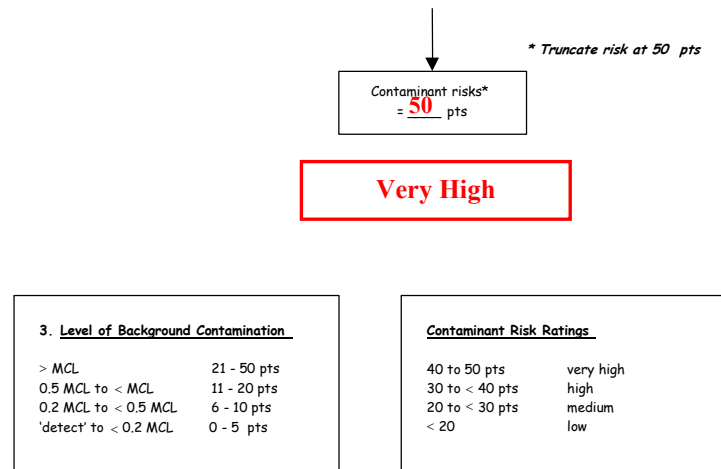 * Truncate risk at 50 pts
Contaminant risks*
= 50 pts
Very High
3. Level of Background Contamination
> MCL 21 - 50 pts
0.5 MCL to < MCL 11 - 20 pts
0.2 MCL to < 0.5 MCL 6 - 10 pts
‘detect’ to < 0.2 MCL 0 - 5 pts
Contaminant Risk Ratings
40 to 50 pts very high
30 to < 40 pts high
20 to < 30 pts medium
< 20 low